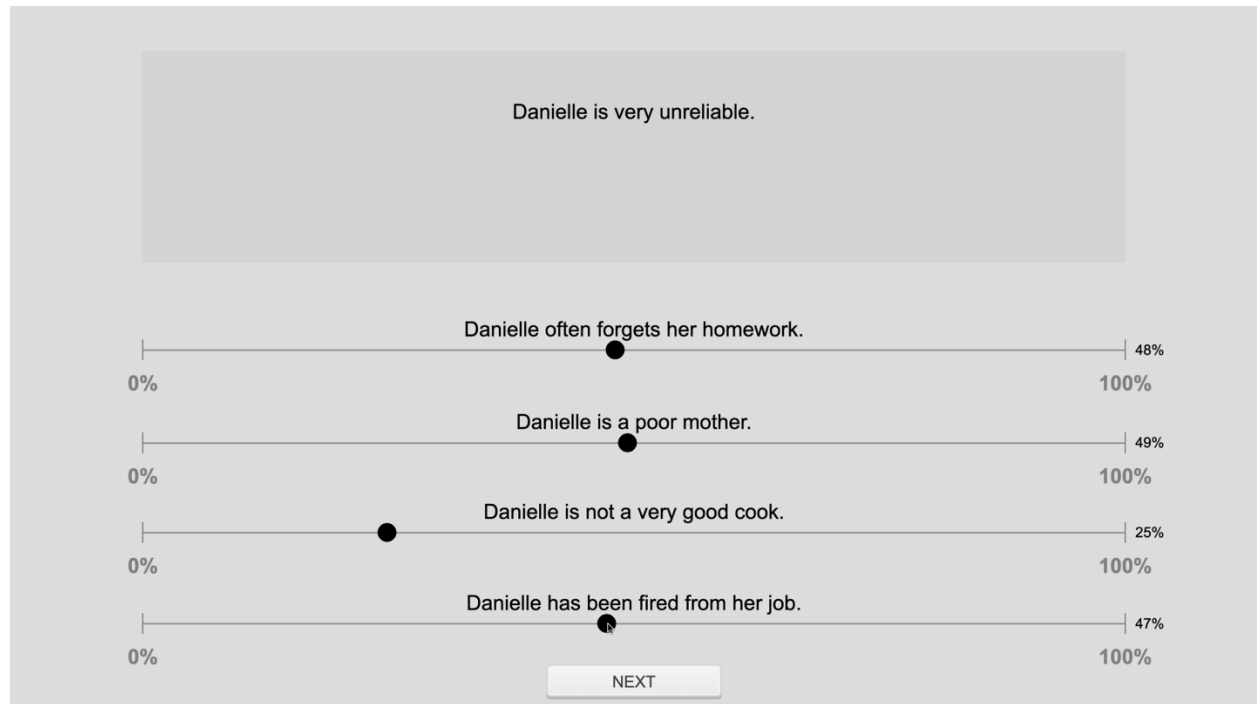 Danielle is very unreliable.
Danielle often forgets her homework.
48%
0%
100%
Danielle is a poor mother.
49%
0%
100%
Danielle is not a very good cook.
25%
0%
100%
Danielle has been fired from her job.
47%
0%
100%
NEXT